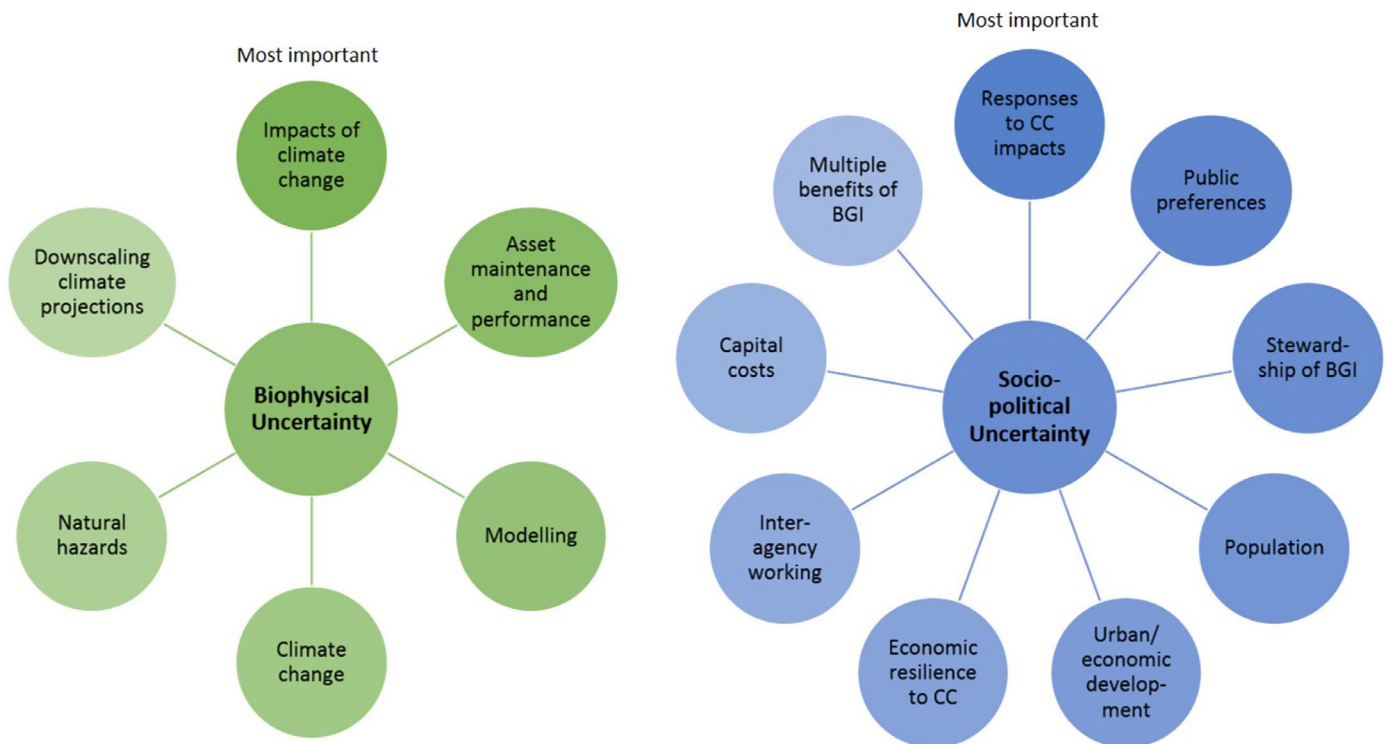 Most important
Impacts of
climate
change
Asset
maintenance
and
performance
Modelling
Climate
change
Natural
hazards
Downscaling
climate
projections
Biophysical
Uncertainty
Most important
Responses
to CC
impacts
Public
preferences
Steward-
ship of BGI
Population
Urban/
economic
develop-
ment
Economic
resilience
to CC
Inter-
agency
working
Capital
costs
Multiple
benefits of
BGI
Socio-
political
Uncertainty